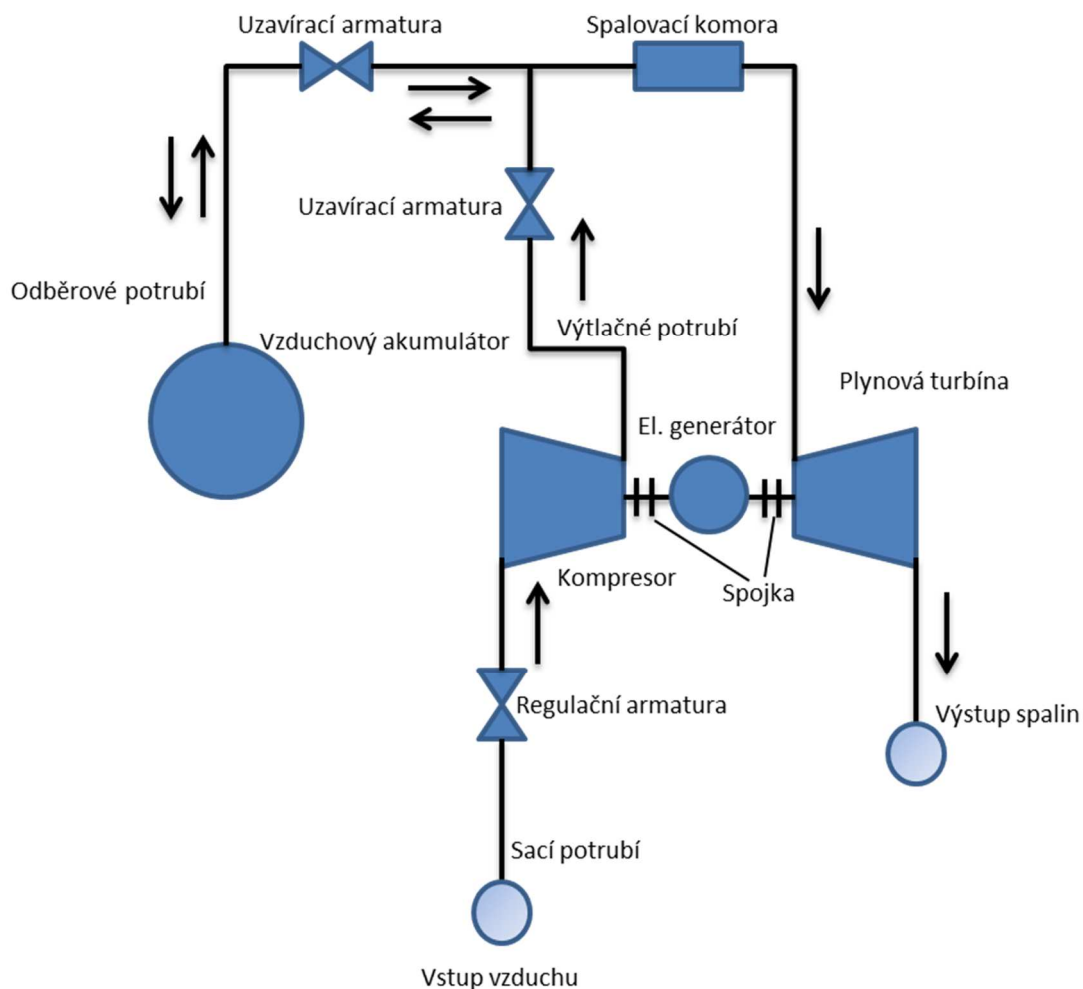 Uzavírací armatura
Spalovací komora
Uzavírací armatura
Odběrové potrubí
Výtlačné potrubí
Vzduchový akumulátor
Plynová turbína
El. generátor
Kompresor
Spojka
Regulační armatura
Výstup spalin
Sací potrubí
Vstup vzduchu